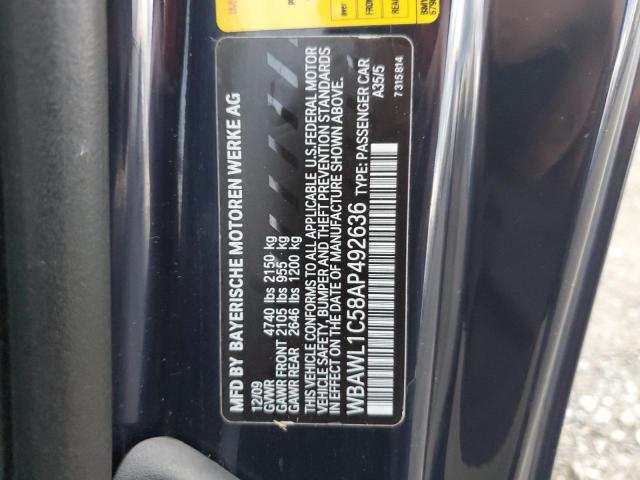 MFD BY BAYERISCHE MOTOREN WERKE AG
12/09
GVWR 4740 lbs 2150 kg
GAWR FRONT 2105 lbs 955 kg
GAWR REAR 2646 lbs 1200 kg
THIS VEHICLE CONFORMS TO ALL APPLICABLE U.S. FEDERAL MOTOR
VEHICLE SAFETY, BUMPER AND THEFT PREVENTION STANDARDS
IN EFFECT ON THE DATE OF MANUFACTURE SHOWN ABOVE.
WBAWL1C58AP492636 TYPE: PASSENGER CAR
A35/5
7 315 814